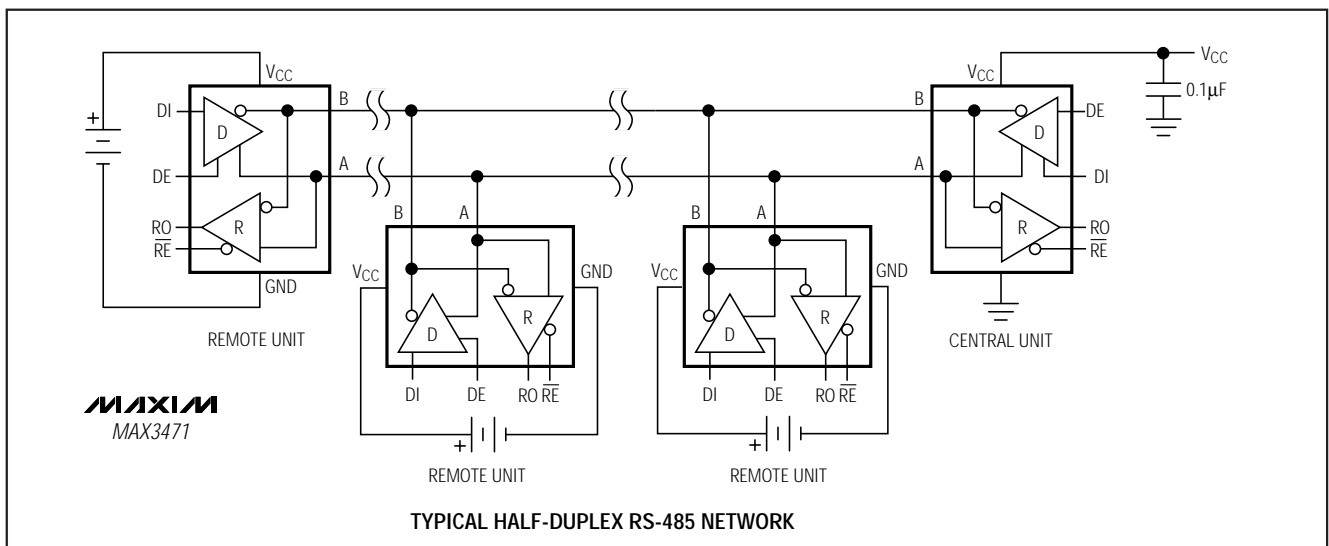 VCC VCC VCC
+ B B 0.1µF
DI D D DE
A A
DE DI
B A B A
RO R R RO
RE RE
VCC GND VCC GND
GND
R R
REMOTE UNIT D D CENTRAL UNIT
DI DE RO RE DI DE RO RE
MAXIM
MAX3471
+ +
REMOTE UNIT REMOTE UNIT
TYPICAL HALF-DUPLEX RS-485 NETWORK